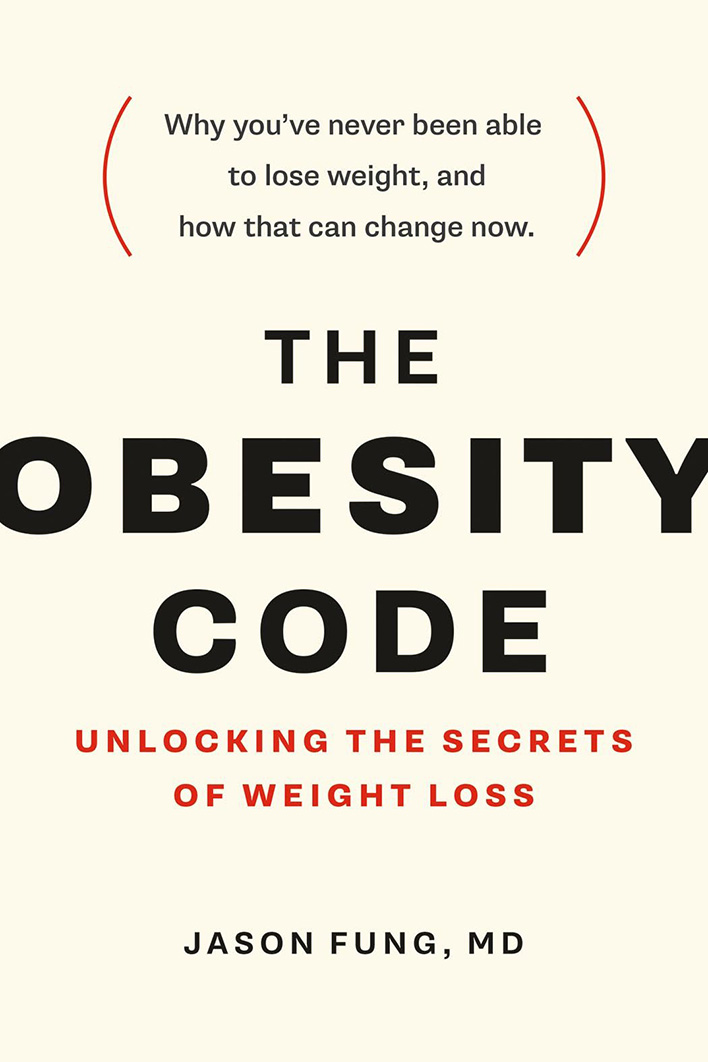 Why you’ve never been able
to lose weight, and
how that can change now.
THE
OBESITY
CODE
UNLOCKING THE SECRETS
OF WEIGHT LOSS
JASON FUNG, MD